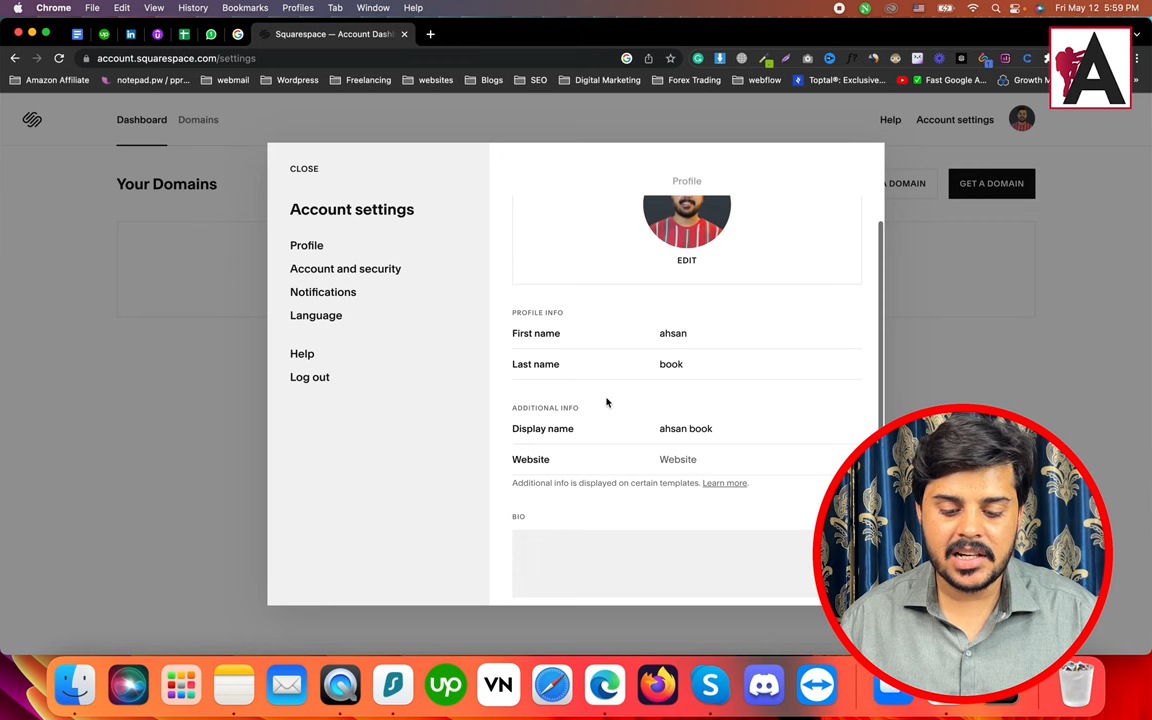 Chrome File Edit View History Bookmarks Profiles Tab Window Help Fri May 12 5:59 PM
Squarespace — Account Dash
account.squarespace.com/settings
Amazon Affiliate notepad.pw / ppr... webmail Wordpress Freelancing websites Blogs SEO Digital Marketing Forex Trading webflow Toptal®: Exclusive... Fast Google A... Growth
A
Dashboard Domains Help Account settings
Your Domains A DOMAIN GET A DOMAIN
CLOSE
Account settings
Profile
Account and security
Notifications
Language
Help
Log out
Profile
EDIT
PROFILE INFO
First name ahsan
Last name book
ADDITIONAL INFO
Display name ahsan book
Website Website
Additional info is displayed on certain templates. Learn more.
BIO
up VN